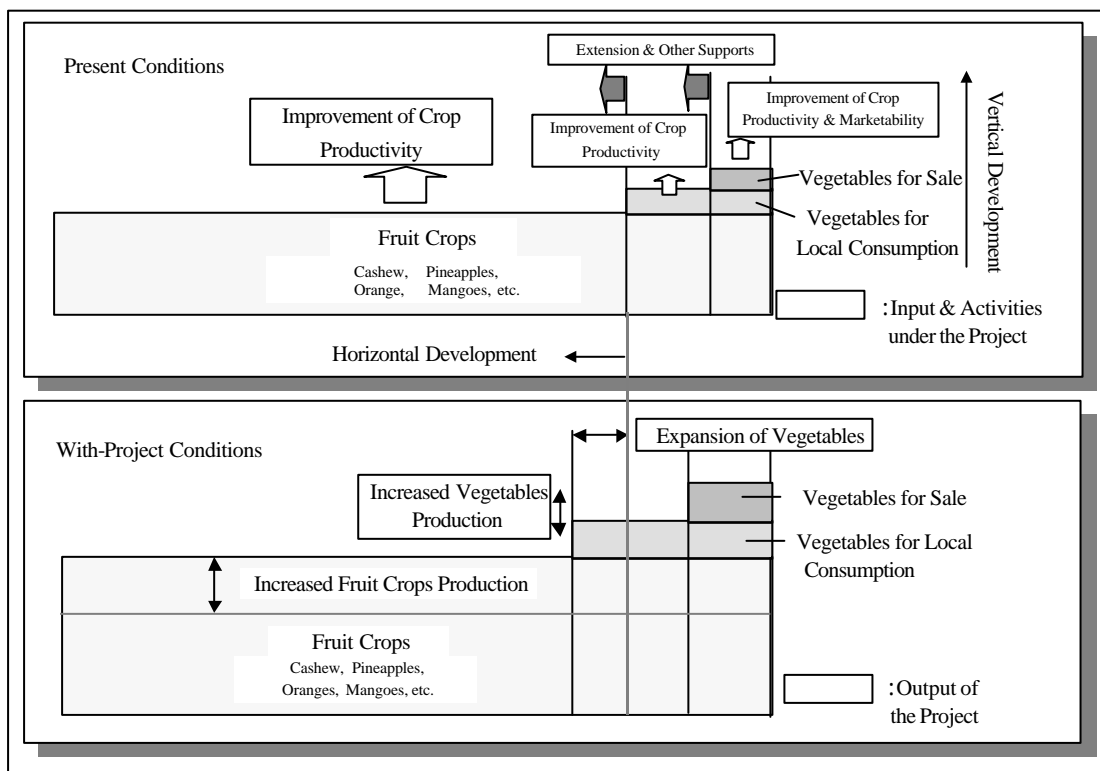 Present Conditions
Extension & Other Supports
Improvement of Crop
Productivity
Improvement of Crop
Productivity
Improvement of Crop
Productivity & Marketability
Vertical Development
Vegetables for Sale
Vegetables for
Local Consumption
Fruit Crops
Cashew, Pineapples,
Orange, Mangoes, etc.
:Input & Activities
under the Project
Horizontal Development
With-Project Conditions
Expansion of Vegetables
Increased Vegetables
Production
Vegetables for Sale
Vegetables for Local
Consumption
Increased Fruit Crops Production
Fruit Crops
Cashew, Pineapples,
Oranges, Mangoes, etc.
:Output of
the Project